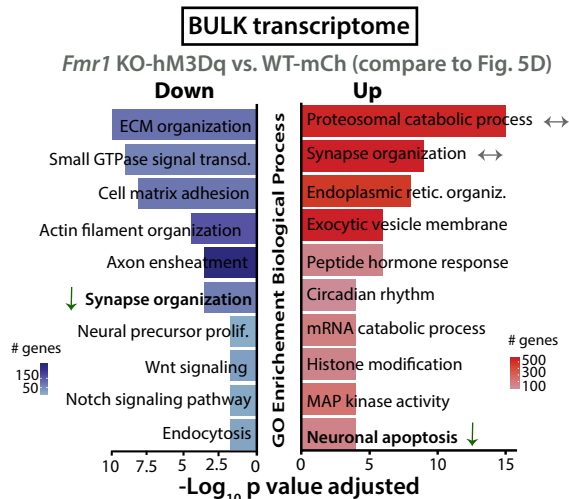 BULK transcriptome
Fmr1 KO-hM3Dq vs. WT-mCh (compare to Fig. 5D)
Down
Up
GO Enrichement Biological Process
ECM organization
Small GTPase signal transd.
Cell matrix adhesion
Actin filament organization
Axon ensheatment
↓ Synapse organization
Neural precursor prolif.
Wnt signaling
Notch signaling pathway
Endocytosis
# genes
150
50
10 7.5 5 2.5 0
Proteosomal catabolic process ↔
Synapse organization ↔
Endoplasmic retic. organiz.
Exocytic vesicle membrane
Peptide hormone response
Circadian rhythm
mRNA catabolic process
Histone modification
MAP kinase activity
Neuronal apoptosis ↓
# genes
500
300
100
0 5 10 15
-Log10 p value adjusted